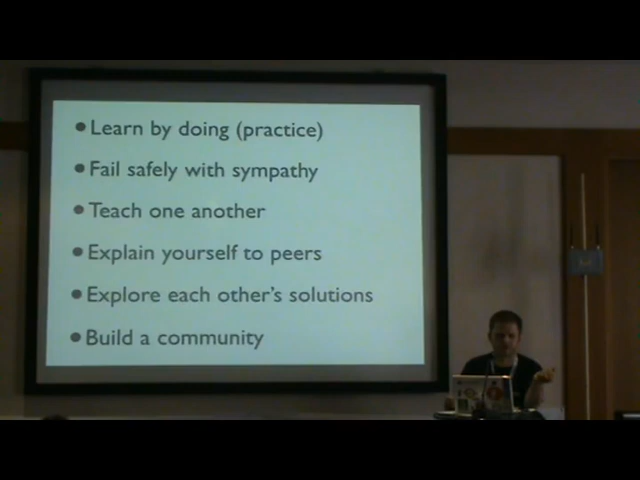 • Learn by doing (practice)
• Fail safely with sympathy
• Teach one another
• Explain yourself to peers
• Explore each other's solutions
• Build a community